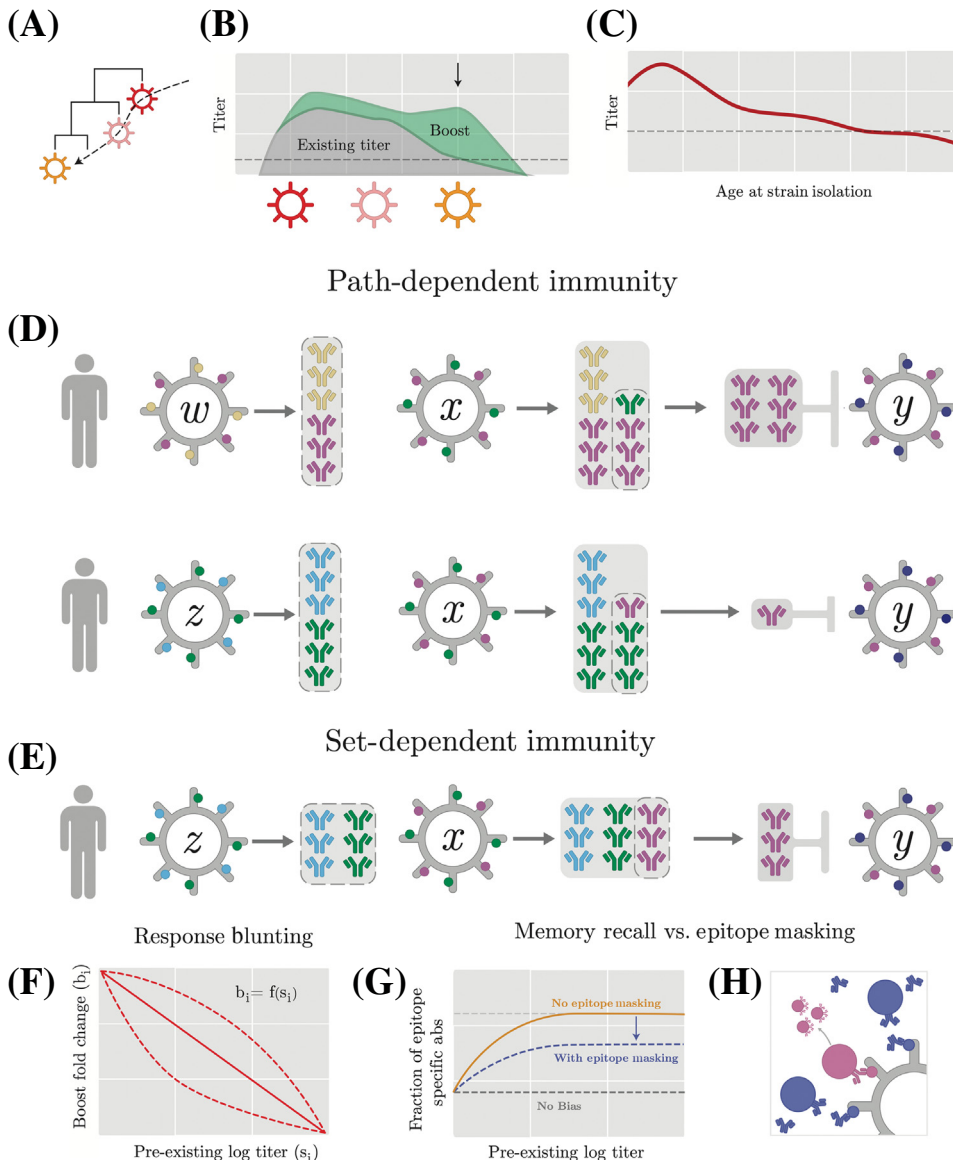 (A)
(B)
(C)
Titer
Existing titer
Boost
Titer
Age at strain isolation
Path-dependent immunity
(D)
w
x
y
z
x
y
Set-dependent immunity
(E)
z
x
y
Response blunting
Memory recall vs. epitope masking
(F)
Boost fold change (bᵢ)
bᵢ= f(sᵢ)
Pre-existing log titer (sᵢ)
(G)
Fraction of epitope
specific abs
No epitope masking
With epitope masking
No Bias
Pre-existing log titer
(H)